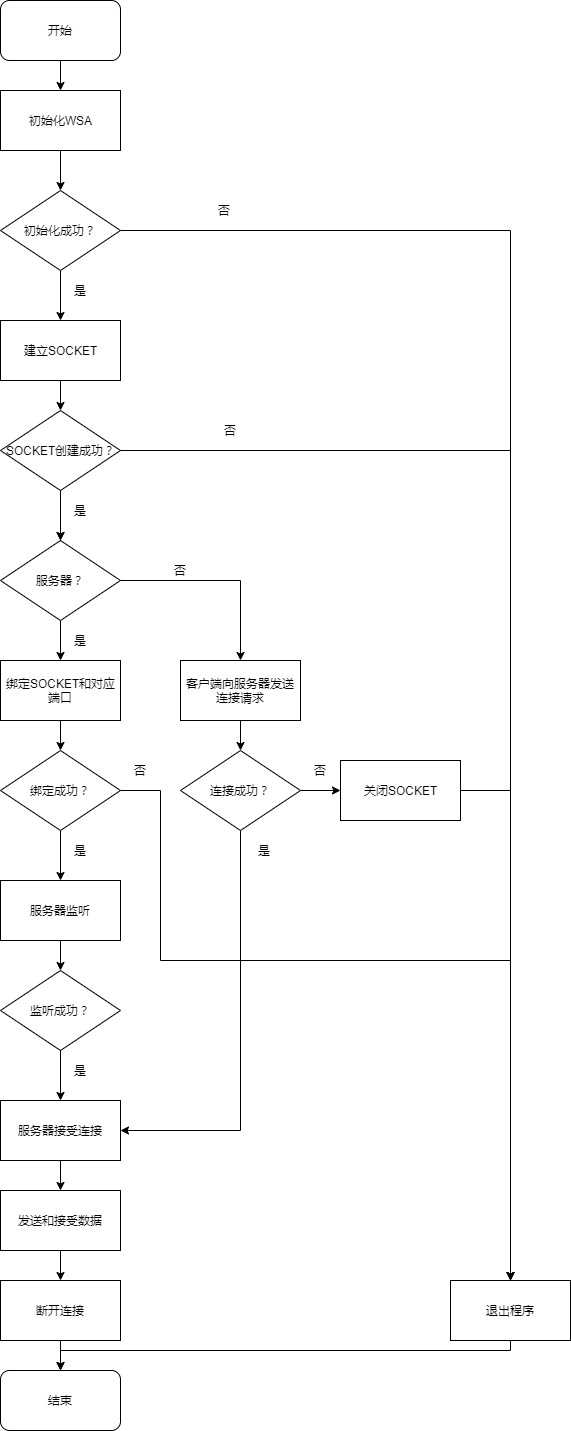 开始
初始化WSA
否
初始化成功？
是
建立SOCKET
否
SOCKET创建成功？
是
否
服务器？
是
绑定SOCKET和对应
端口
客户端向服务器发送
连接请求
否
否
绑定成功？
连接成功？
关闭SOCKET
是
是
服务器监听
监听成功？
是
服务器接受连接
发送和接受数据
断开连接
退出程序
结束